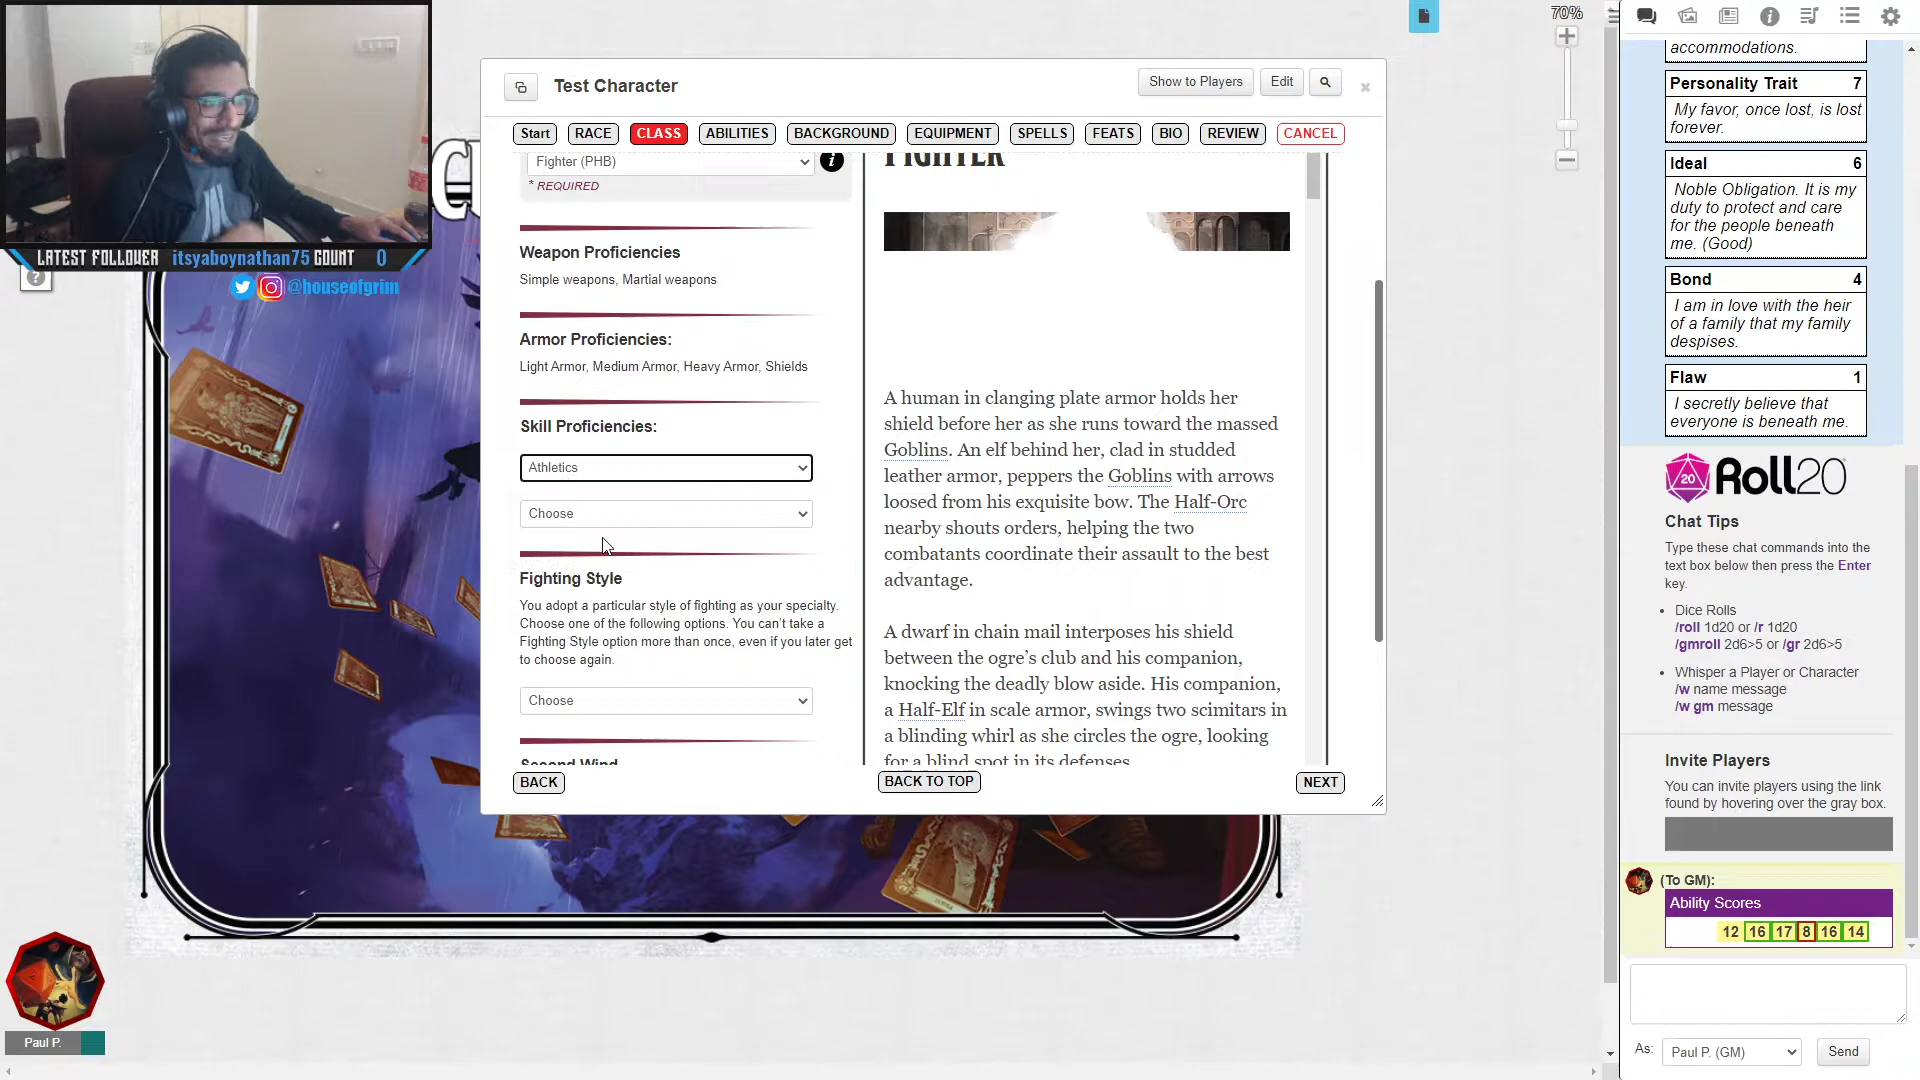 LATEST FOLLOWER itsyaboynathan75 COUNT 0
@houseofgrim
?
70%
Test Character
Show to Players
Edit
Start
RACE
CLASS
ABILITIES
BACKGROUND
EQUIPMENT
SPELLS
FEATS
BIO
REVIEW
CANCEL
Fighter (PHB)
i
* REQUIRED
Weapon Proficiencies
Simple weapons, Martial weapons
Armor Proficiencies:
Light Armor, Medium Armor, Heavy Armor, Shields
Skill Proficiencies:
Athletics
Choose
Fighting Style
You adopt a particular style of fighting as your specialty.
Choose one of the following options. You can't take a
Fighting Style option more than once, even if you later get
to choose again.
Choose
Second Wind
FIGHTER
A human in clanging plate armor holds her
shield before her as she runs toward the massed
Goblins. An elf behind her, clad in studded
leather armor, peppers the Goblins with arrows
loosed from his exquisite bow. The Half-Orc
nearby shouts orders, helping the two
combatants coordinate their assault to the best
advantage.
A dwarf in chain mail interposes his shield
between the ogre's club and his companion,
knocking the deadly blow aside. His companion,
a Half-Elf in scale armor, swings two scimitars in
a blinding whirl as she circles the ogre, looking
for a blind spot in its defenses.
BACK
BACK TO TOP
NEXT
accommodations.
Personality Trait 7
My favor, once lost, is lost
forever.
Ideal 6
Noble Obligation. It is my
duty to protect and care
for the people beneath
me. (Good)
Bond 4
I am in love with the heir
of a family that my family
despises.
Flaw 1
I secretly believe that
everyone is beneath me.
20 Roll20
Chat Tips
Type these chat commands into the
text box below then press the Enter
key.
• Dice Rolls
/roll 1d20 or /r 1d20
/gmroll 2d6>5 or /gr 2d6>5
• Whisper a Player or Character
/w name message
/w gm message
Invite Players
You can invite players using the link
found by hovering over the gray box.
(To GM):
Ability Scores
12 16 17 8 16 14
As: Paul P. (GM)
Send
Paul P.